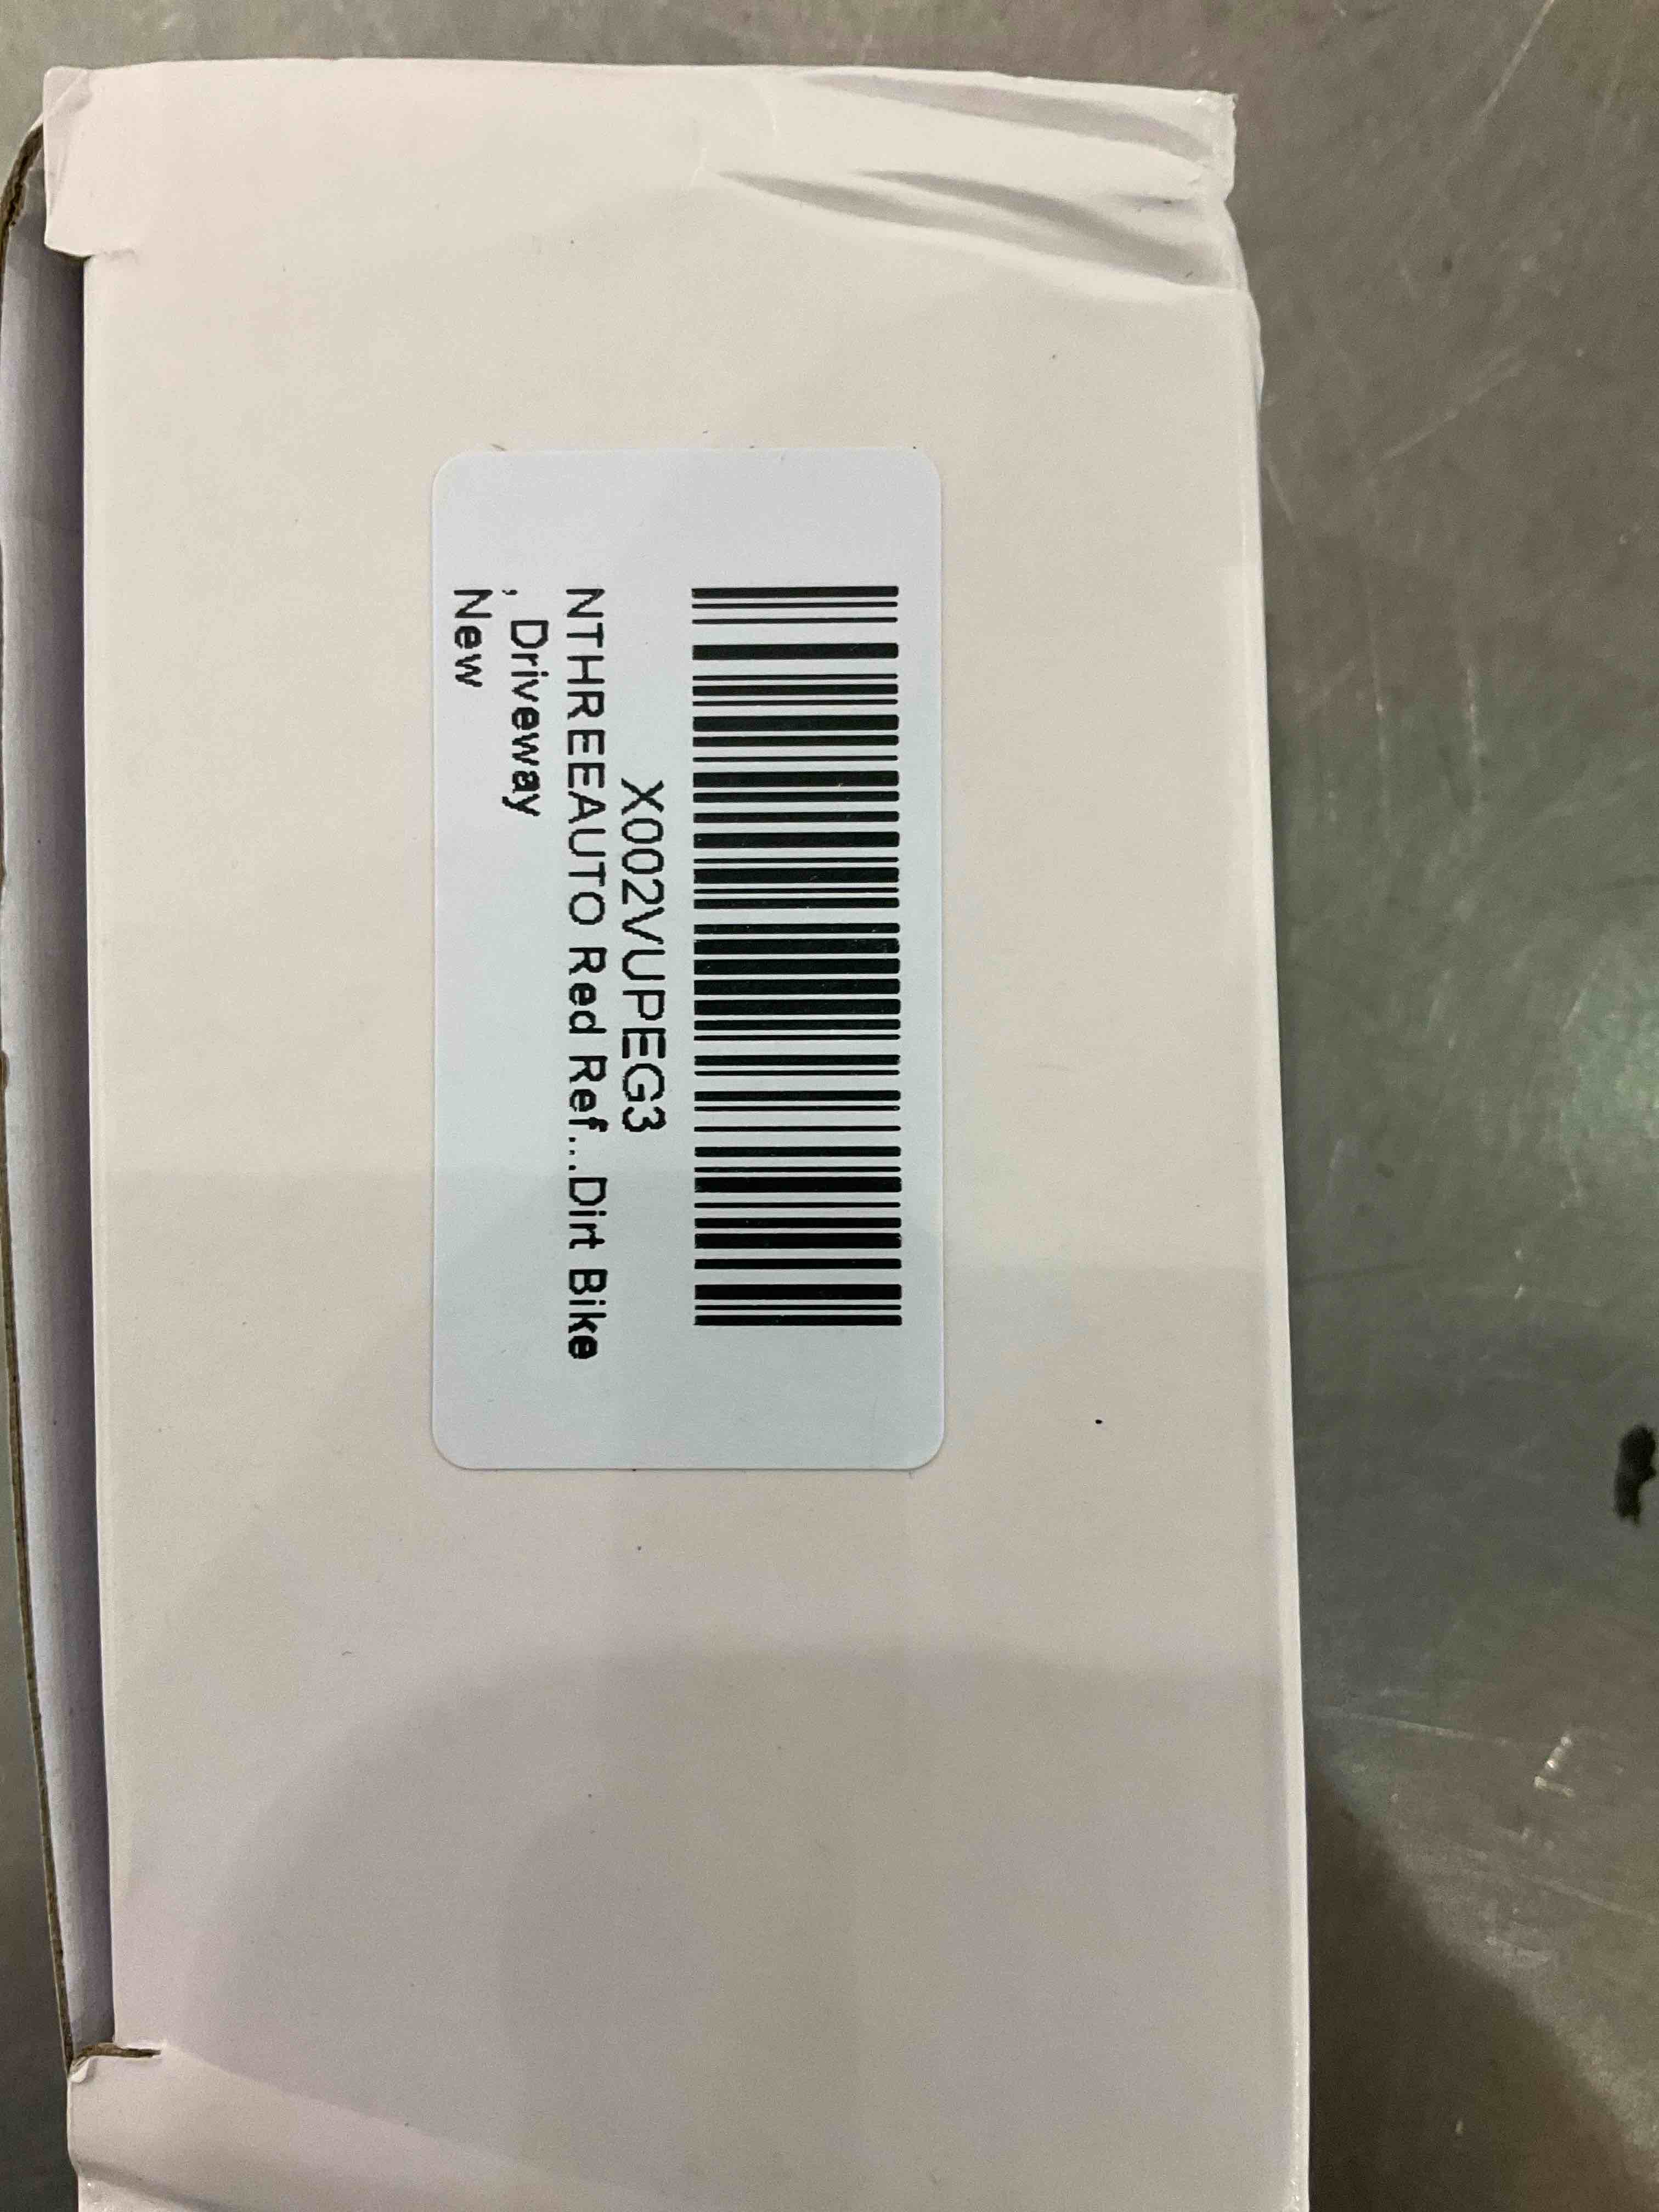 X002VUPEG3
NTHREEAUTO Red Ref...Dirt Bike
, Driveway
New